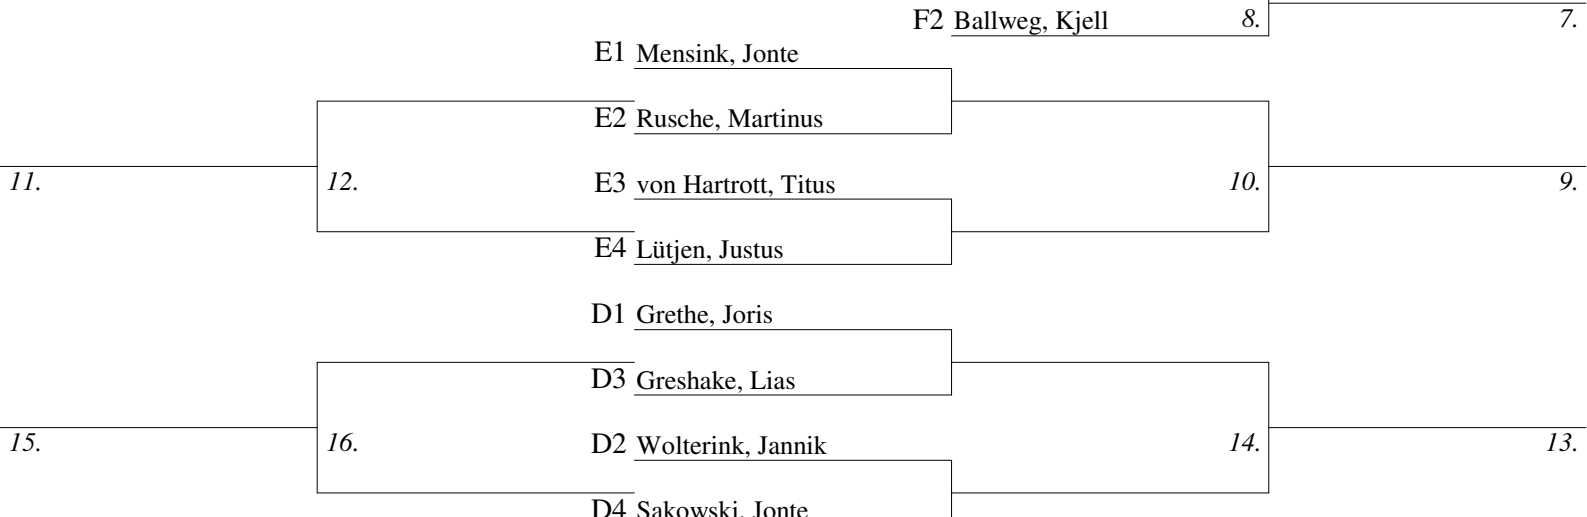 F2 Ballweg, Kjell 8. 7.
E1 Mensink, Jonte
E2 Rusche, Martinus
11. 12. E3 von Hartrott, Titus 10. 9.
E4 Lütjen, Justus
D1 Grethe, Joris
D3 Greshake, Lias
15. 16. D2 Wolterink, Jannik 14. 13.
D4 Sakowski, Jonte